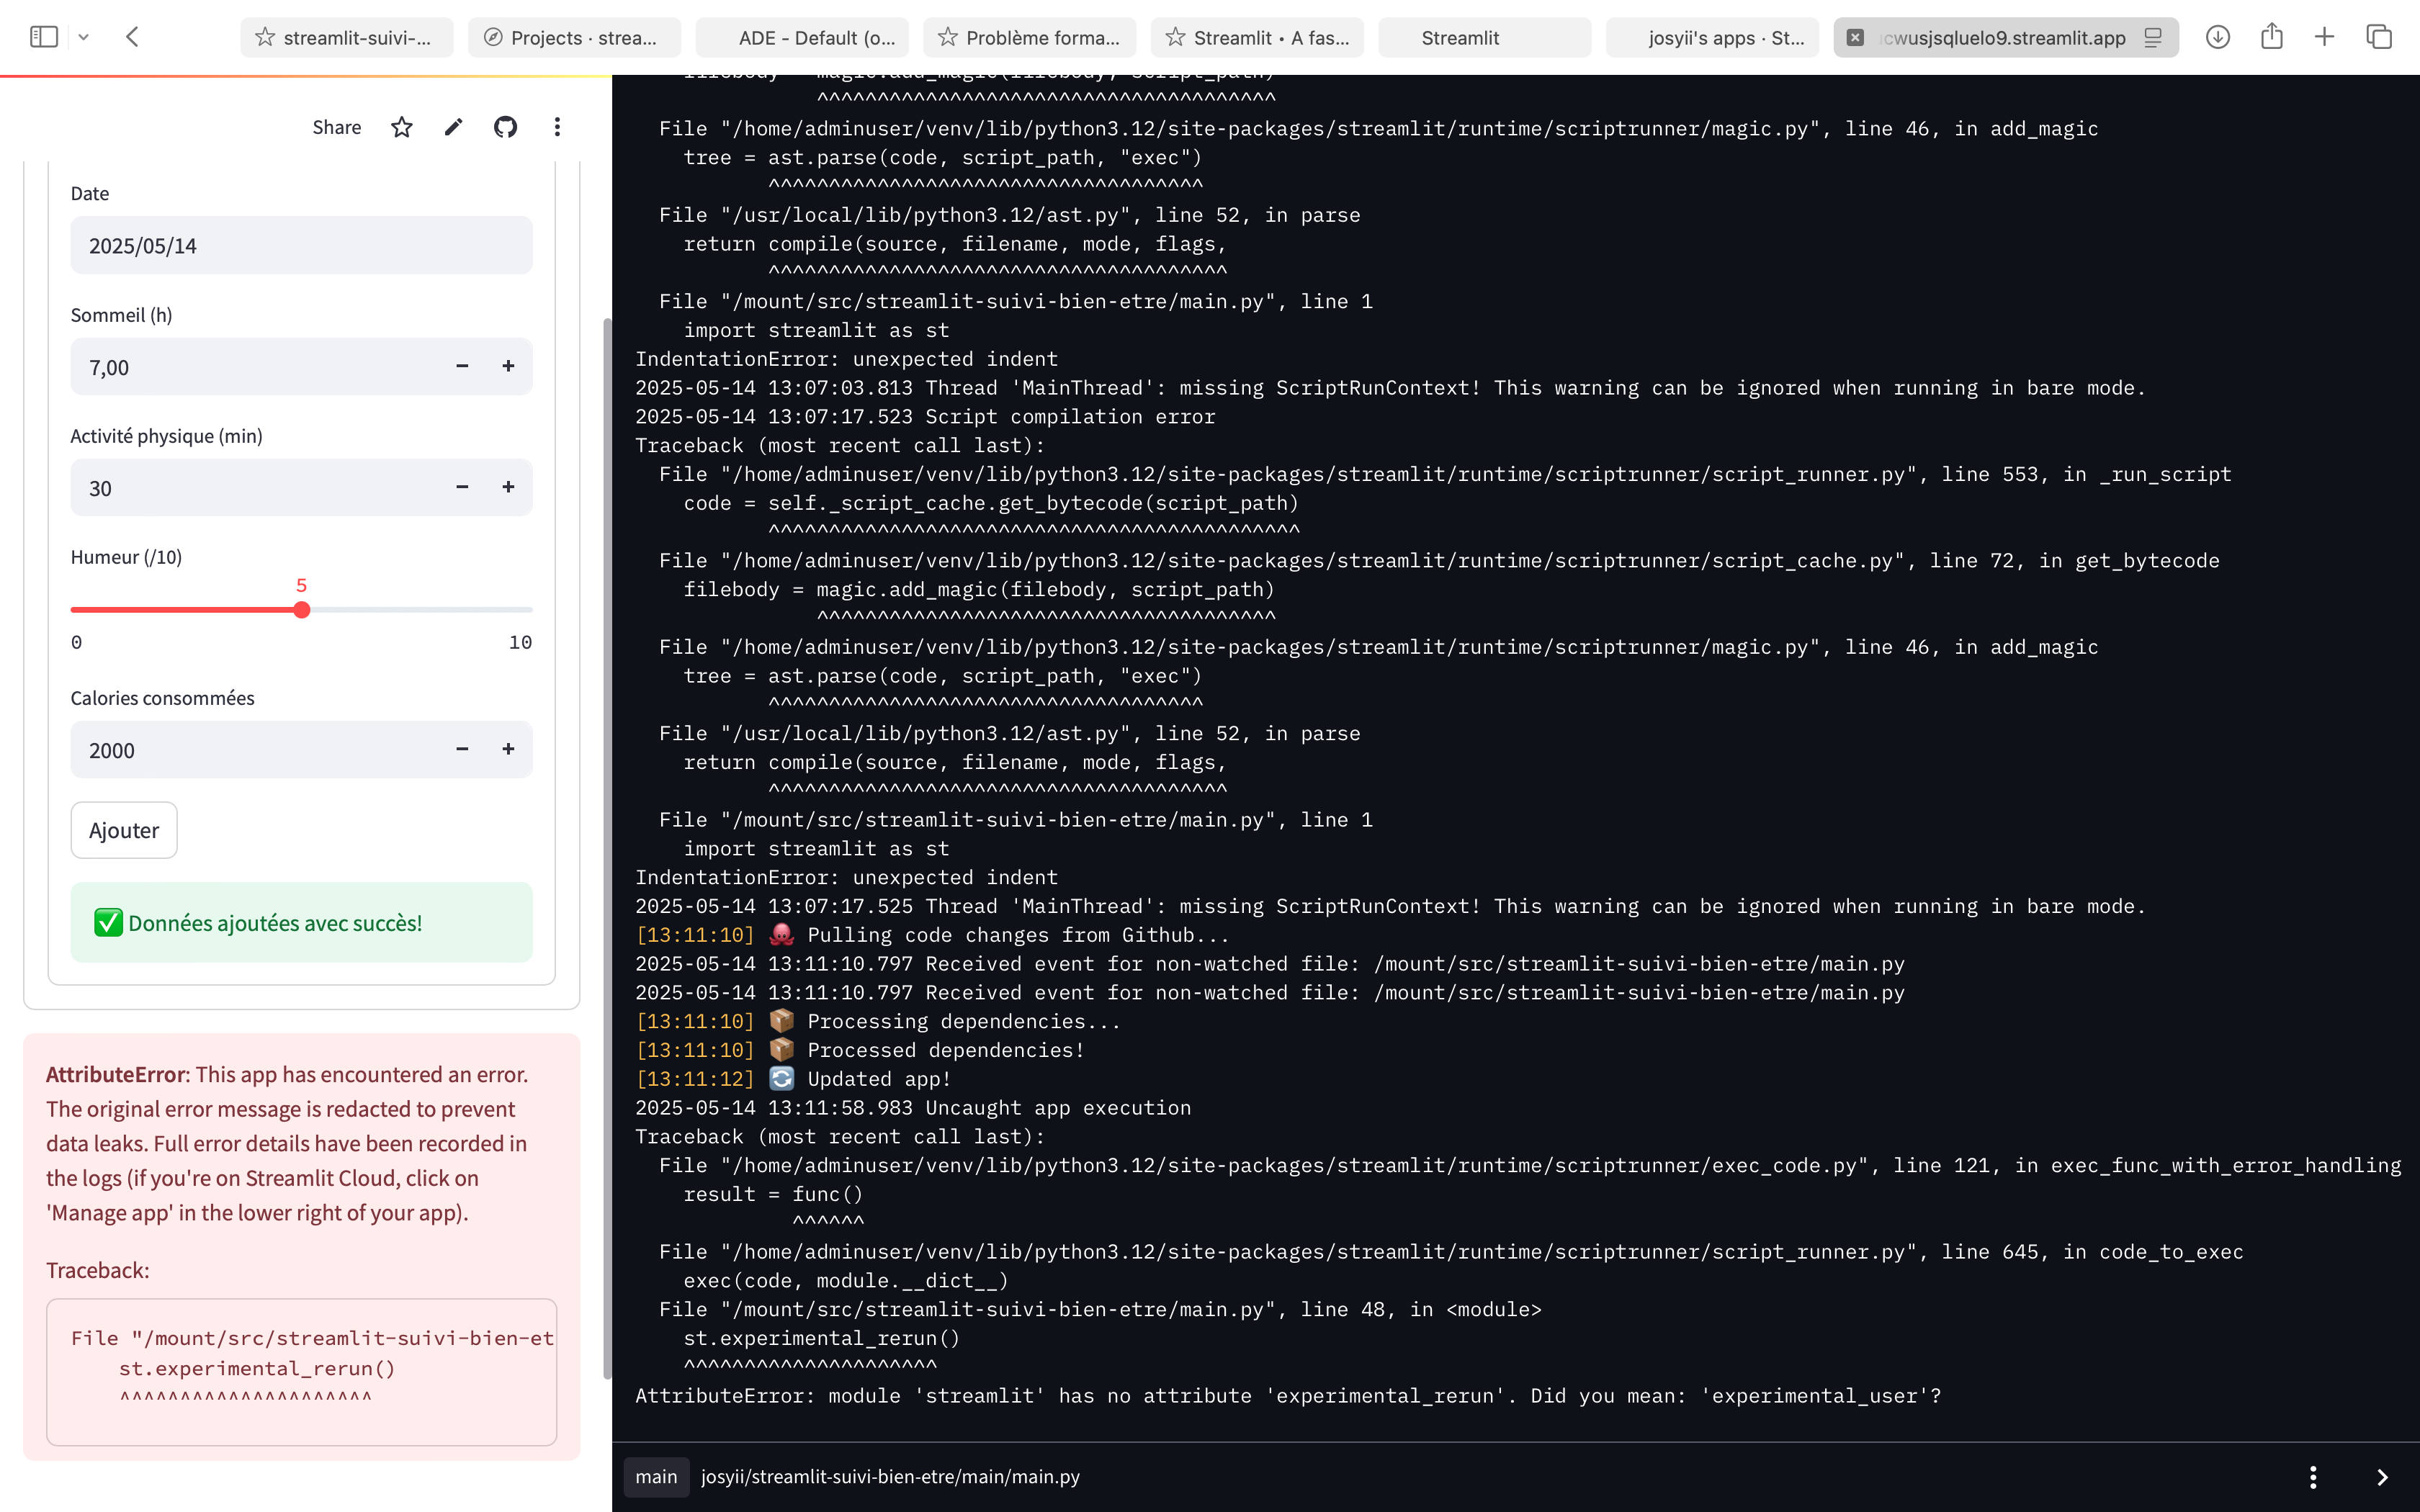 streamlit-suivi-...
Projects · strea...
ADE - Default (o...
Problème forma...
Streamlit • A fas...
Streamlit
josyii's apps · St...
cwusjsqluelo9.streamlit.app
Share
Date
2025/05/14
Sommeil (h)
7,00
Activité physique (min)
30
Humeur (/10)
5
0
10
Calories consommées
2000
Ajouter
✅ Données ajoutées avec succès!
AttributeError: This app has encountered an error.
The original error message is redacted to prevent
data leaks. Full error details have been recorded in
the logs (if you're on Streamlit Cloud, click on
'Manage app' in the lower right of your app).
Traceback:
File "/mount/src/streamlit-suivi-bien-et
st.experimental_rerun()
^^^^^^^^^^^^^^^^^^^^^
filebody = magic.add_magic(filebody, script_path)
^^^^^^^^^^^^^^^^^^^^^^^^^^^^^^^^^^^^^^
File "/home/adminuser/venv/lib/python3.12/site-packages/streamlit/runtime/scriptrunner/magic.py", line 46, in add_magic
tree = ast.parse(code, script_path, "exec")
^^^^^^^^^^^^^^^^^^^^^^^^^^^^^^^^^^^^
File "/usr/local/lib/python3.12/ast.py", line 52, in parse
return compile(source, filename, mode, flags,
^^^^^^^^^^^^^^^^^^^^^^^^^^^^^^^^^^^^^^
File "/mount/src/streamlit-suivi-bien-etre/main.py", line 1
import streamlit as st
IndentationError: unexpected indent
2025-05-14 13:07:03.813 Thread 'MainThread': missing ScriptRunContext! This warning can be ignored when running in bare mode.
2025-05-14 13:07:17.523 Script compilation error
Traceback (most recent call last):
File "/home/adminuser/venv/lib/python3.12/site-packages/streamlit/runtime/scriptrunner/script_runner.py", line 553, in _run_script
code = self._script_cache.get_bytecode(script_path)
^^^^^^^^^^^^^^^^^^^^^^^^^^^^^^^^^^^^^^^^^^^^
File "/home/adminuser/venv/lib/python3.12/site-packages/streamlit/runtime/scriptrunner/script_cache.py", line 72, in get_bytecode
filebody = magic.add_magic(filebody, script_path)
^^^^^^^^^^^^^^^^^^^^^^^^^^^^^^^^^^^^^^
File "/home/adminuser/venv/lib/python3.12/site-packages/streamlit/runtime/scriptrunner/magic.py", line 46, in add_magic
tree = ast.parse(code, script_path, "exec")
^^^^^^^^^^^^^^^^^^^^^^^^^^^^^^^^^^^^
File "/usr/local/lib/python3.12/ast.py", line 52, in parse
return compile(source, filename, mode, flags,
^^^^^^^^^^^^^^^^^^^^^^^^^^^^^^^^^^^^^^
File "/mount/src/streamlit-suivi-bien-etre/main.py", line 1
import streamlit as st
IndentationError: unexpected indent
2025-05-14 13:07:17.525 Thread 'MainThread': missing ScriptRunContext! This warning can be ignored when running in bare mode.
[13:11:10] 🐙 Pulling code changes from Github...
2025-05-14 13:11:10.797 Received event for non-watched file: /mount/src/streamlit-suivi-bien-etre/main.py
2025-05-14 13:11:10.797 Received event for non-watched file: /mount/src/streamlit-suivi-bien-etre/main.py
[13:11:10] 📦 Processing dependencies...
[13:11:10] 📦 Processed dependencies!
[13:11:12] 🔄 Updated app!
2025-05-14 13:11:58.983 Uncaught app execution
Traceback (most recent call last):
File "/home/adminuser/venv/lib/python3.12/site-packages/streamlit/runtime/scriptrunner/exec_code.py", line 121, in exec_func_with_error_handling
result = func()
^^^^^^
File "/home/adminuser/venv/lib/python3.12/site-packages/streamlit/runtime/scriptrunner/script_runner.py", line 645, in code_to_exec
exec(code, module.__dict__)
File "/mount/src/streamlit-suivi-bien-etre/main.py", line 48, in <module>
st.experimental_rerun()
^^^^^^^^^^^^^^^^^^^^^
AttributeError: module 'streamlit' has no attribute 'experimental_rerun'. Did you mean: 'experimental_user'?
main
josyii/streamlit-suivi-bien-etre/main/main.py